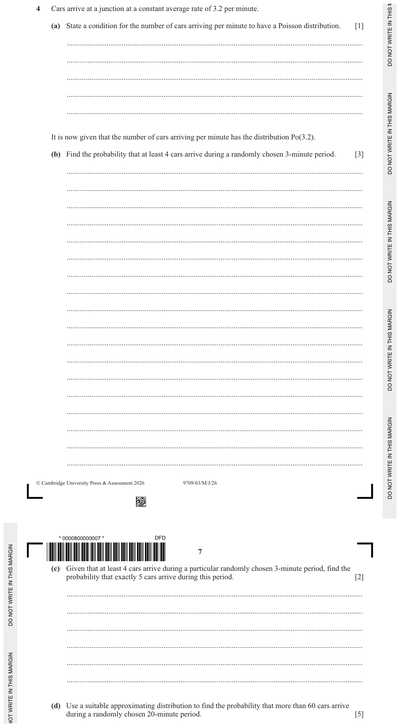 4 Cars arrive at a junction at a constant average rate of 3.2 per minute.
(a) State a condition for the number of cars arriving per minute to have a Poisson distribution. [1]
It is now given that the number of cars arriving per minute has the distribution Po(3.2).
(b) Find the probability that at least 4 cars arrive during a randomly chosen 3-minute period. [3]
DO NOT WRITE IN THIS MARGIN
DO NOT WRITE IN THIS MARGIN
DO NOT WRITE IN THIS MARGIN
DO NOT WRITE IN THIS MARGIN
DO NOT WRITE IN THIS M
© Cambridge University Press & Assessment 2026 9709/63/M/J/26
* 0000800000007 * DFD
7
(c) Given that at least 4 cars arrive during a particular randomly chosen 3-minute period, find the
probability that exactly 5 cars arrive during this period. [2]
(d) Use a suitable approximating distribution to find the probability that more than 60 cars arrive
during a randomly chosen 20-minute period. [5]
DO NOT WRITE IN THIS MARGIN
NOT WRITE IN THIS MARGIN